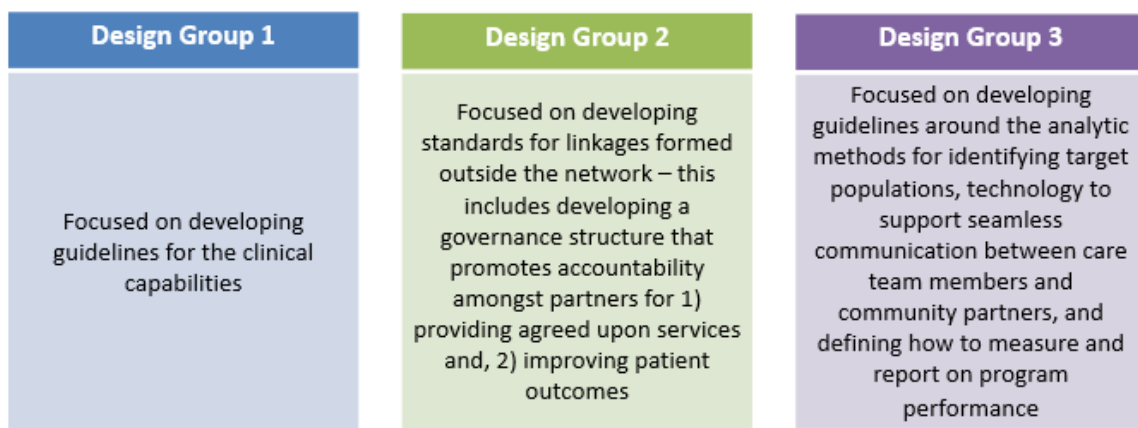 Design Group 1
Focused on developing
guidelines for the clinical
capabilities
Design Group 2
Focused on developing
standards for linkages formed
outside the network – this
includes developing a
governance structure that
promotes accountability
amongst partners for 1)
providing agreed upon services
and, 2) improving patient
outcomes
Design Group 3
Focused on developing
guidelines around the analytic
methods for identifying target
populations, technology to
support seamless
communication between care
team members and
community partners, and
defining how to measure and
report on program
performance